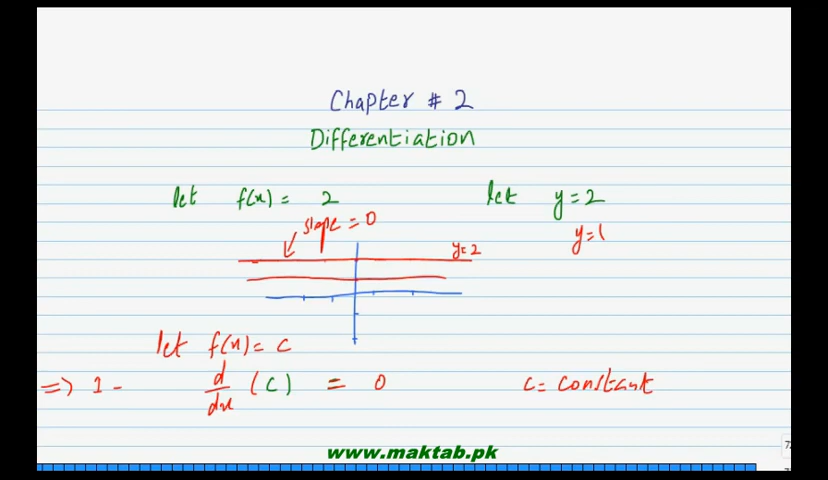 Chapter # 2
Differentiation
let f(x) = 2 let y = 2
slope = 0 y = 1
y = 2
let f(x) = c
=> 1 - d/dx (c) = 0 c = constant
www.maktab.pk